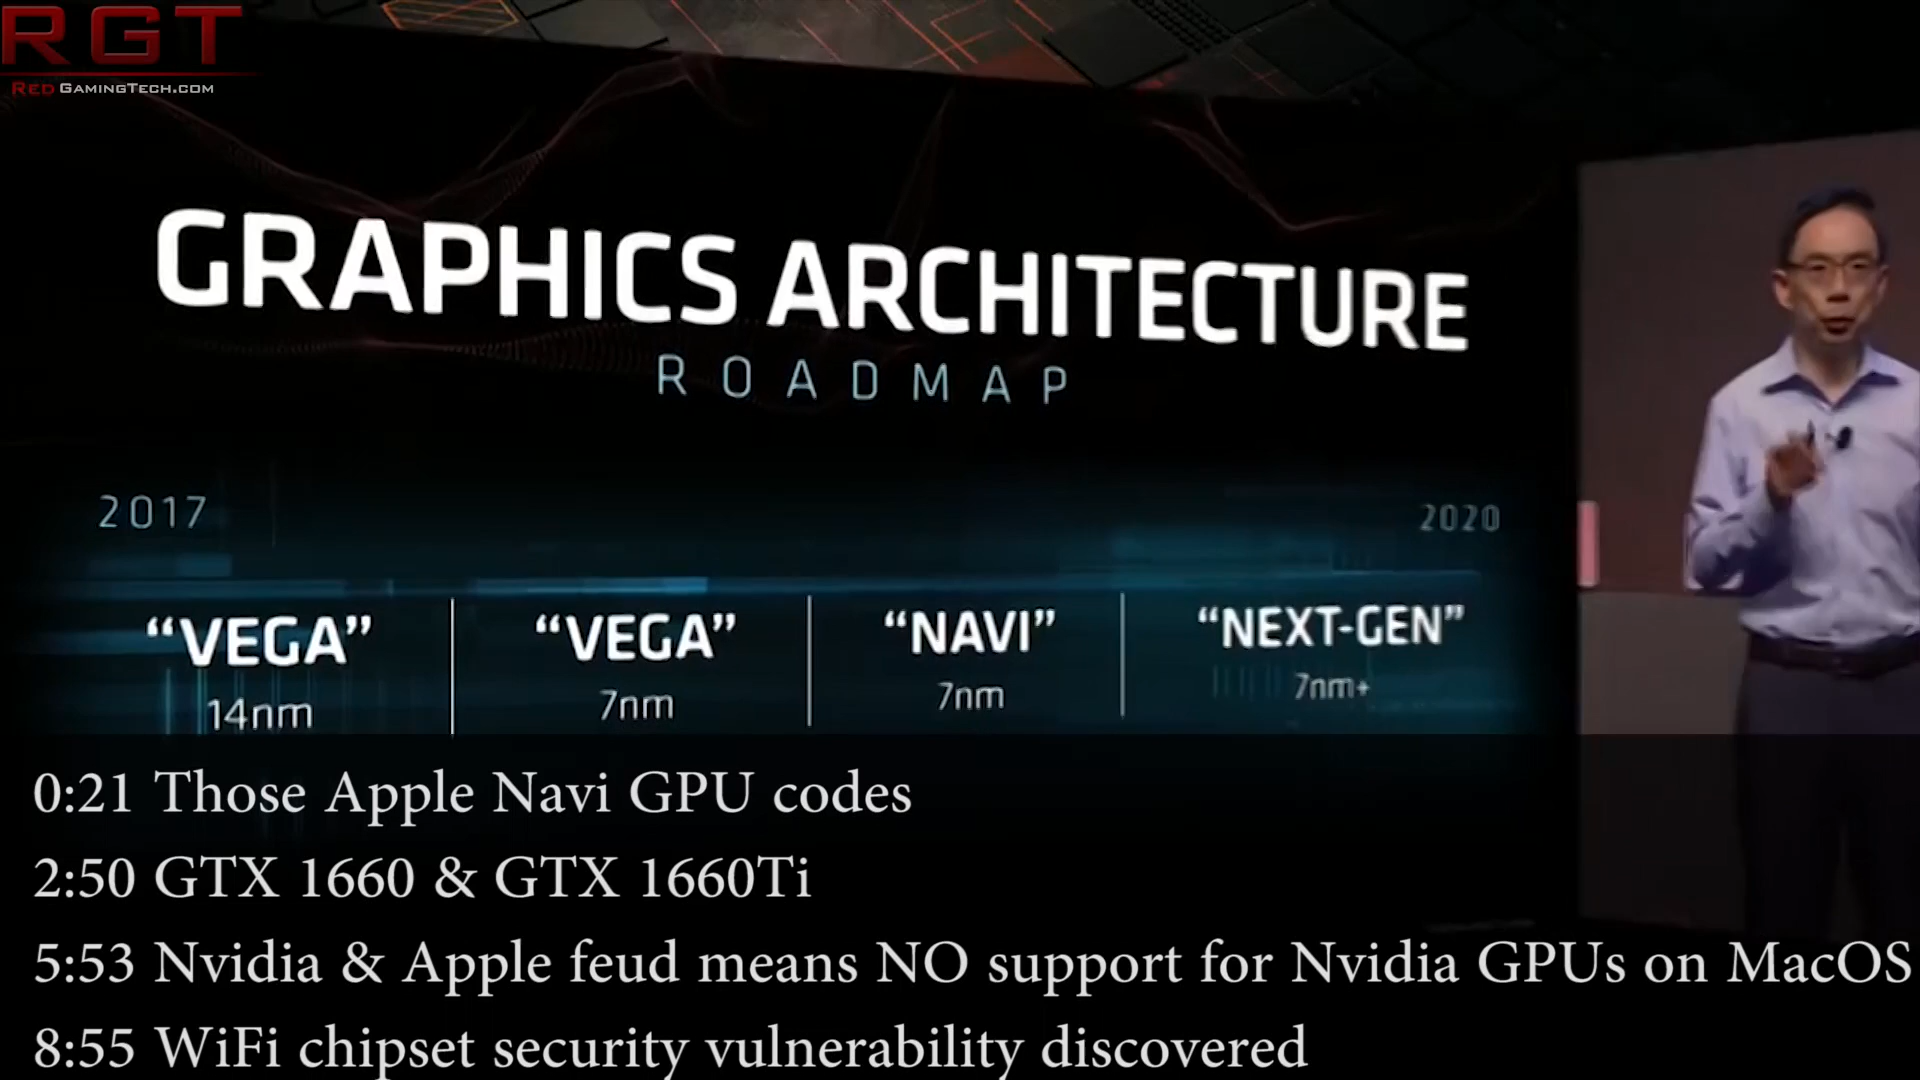 RGT
REDGAMINGTECH.COM
GRAPHICS ARCHITECTURE
ROADMAP
2017 2020
“VEGA” “VEGA” “NAVI” “NEXT-GEN”
14nm 7nm 7nm 7nm+
0:21 Those Apple Navi GPU codes
2:50 GTX 1660 & GTX 1660Ti
5:53 Nvidia & Apple feud means NO support for Nvidia GPUs on MacOS
8:55 WiFi chipset security vulnerability discovered